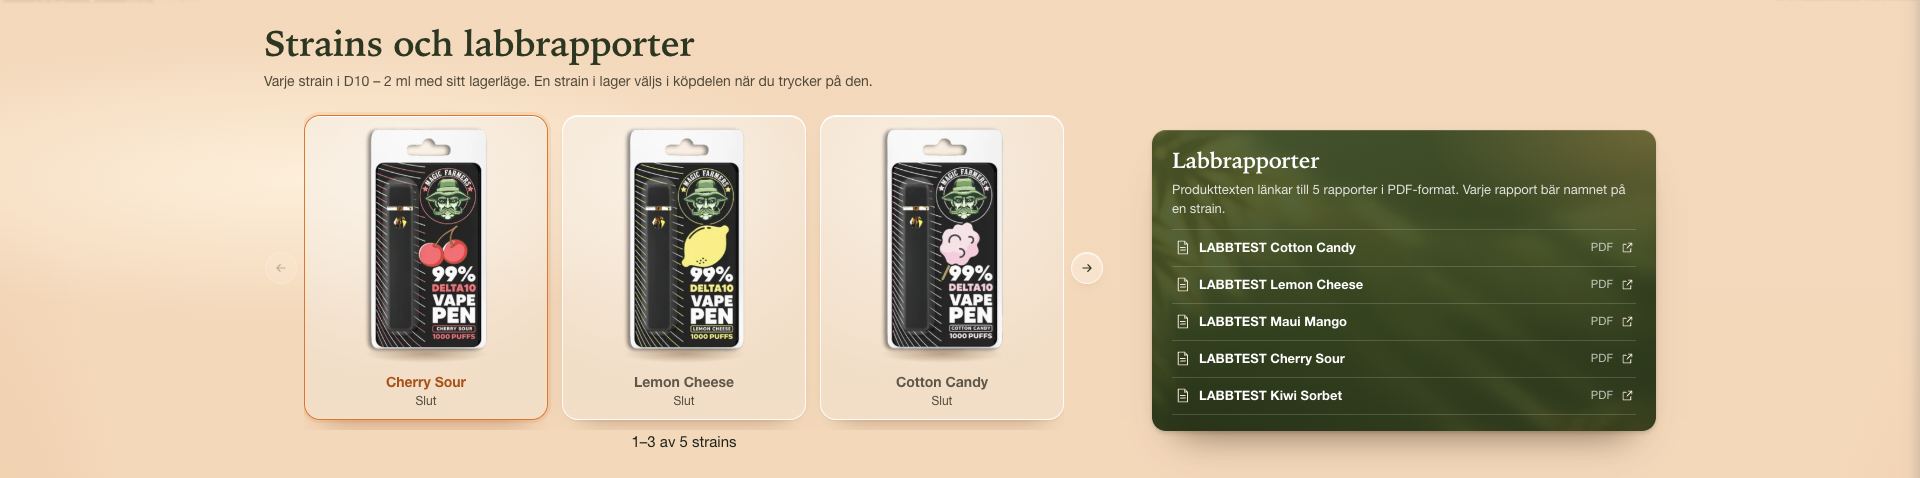 Strains och labbrapporter
Varje strain i D10 – 2 ml med sitt lagerläge. En strain i lager väljs i köpdelen när du trycker på den.
MAGIC FARMERS
99%
DELTA10
VAPE
PEN
CHERRY SOUR
1000 PUFFS
Cherry Sour
Slut
MAGIC FARMERS
99%
DELTA10
VAPE
PEN
LEMON CHEESE
1000 PUFFS
Lemon Cheese
Slut
MAGIC FARMERS
99%
DELTA10
VAPE
PEN
COTTON CANDY
1000 PUFFS
Cotton Candy
Slut
1–3 av 5 strains
Labbrapporter
Produkttexten länkar till 5 rapporter i PDF-format. Varje rapport bär namnet på
en strain.
LABBTEST Cotton Candy PDF
LABBTEST Lemon Cheese PDF
LABBTEST Maui Mango PDF
LABBTEST Cherry Sour PDF
LABBTEST Kiwi Sorbet PDF